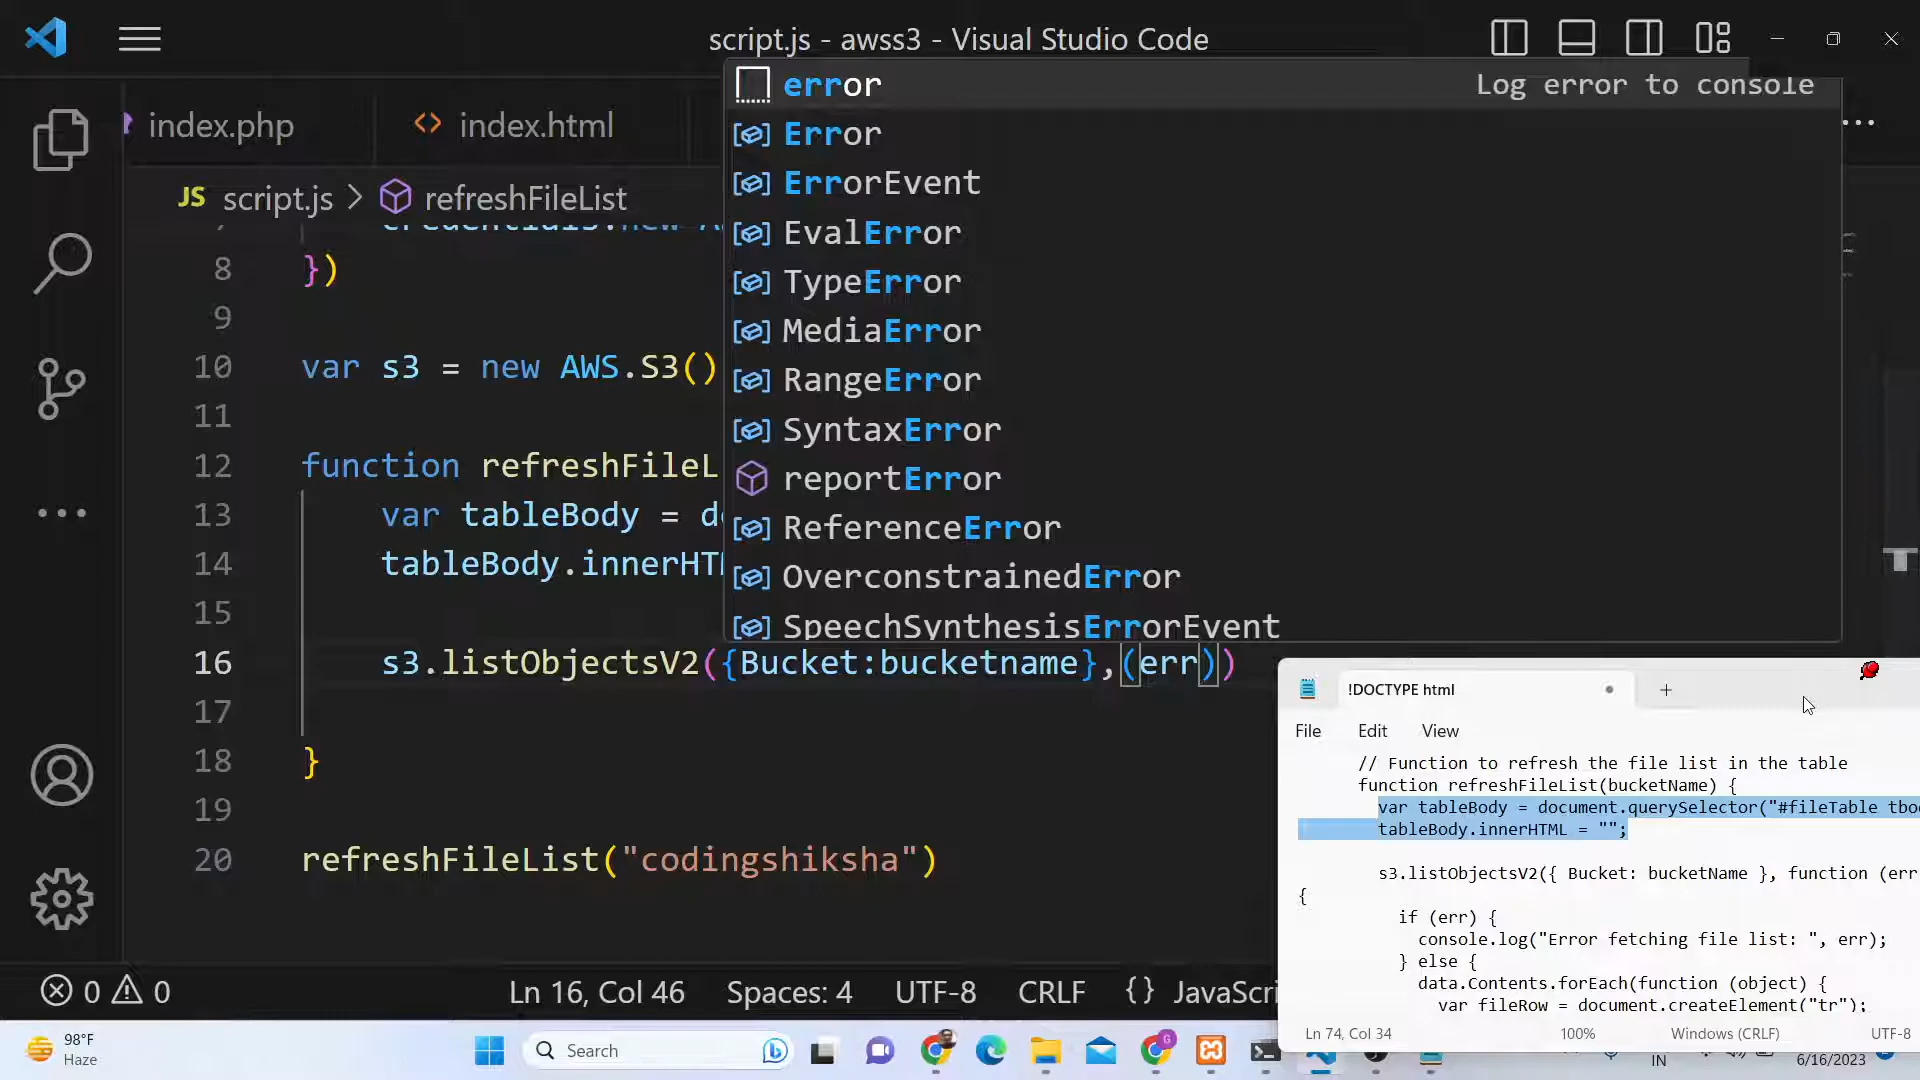 script.js - awss3 - Visual Studio Code
index.php
index.html
JS script.js > refreshFileList
error
Log error to console
Error
ErrorEvent
EvalError
TypeError
MediaError
RangeError
SyntaxError
reportError
ReferenceError
OverconstrainedError
SpeechSynthesisErrorEvent
8 })
9
10 var s3 = new AWS.S3()
11
12 function refreshFileL
13 var tableBody = do
14 tableBody.innerHTM
15
16 s3.listObjectsV2({Bucket:bucketname},(err))
17
18 }
19
20 refreshFileList("codingshiksha")
0 0
Ln 16, Col 46
Spaces: 4
UTF-8
CRLF
{} JavaScri
!DOCTYPE html
File Edit View
// Function to refresh the file list in the table
function refreshFileList(bucketName) {
var tableBody = document.querySelector("#fileTable tbo
tableBody.innerHTML = "";
s3.listObjectsV2({ Bucket: bucketName }, function (err
{
if (err) {
console.log("Error fetching file list: ", err);
} else {
data.Contents.forEach(function (object) {
var fileRow = document.createElement("tr");
Ln 74, Col 34
100%
Windows (CRLF)
UTF-8
98°F
Haze
Search
IN
6/16/2023